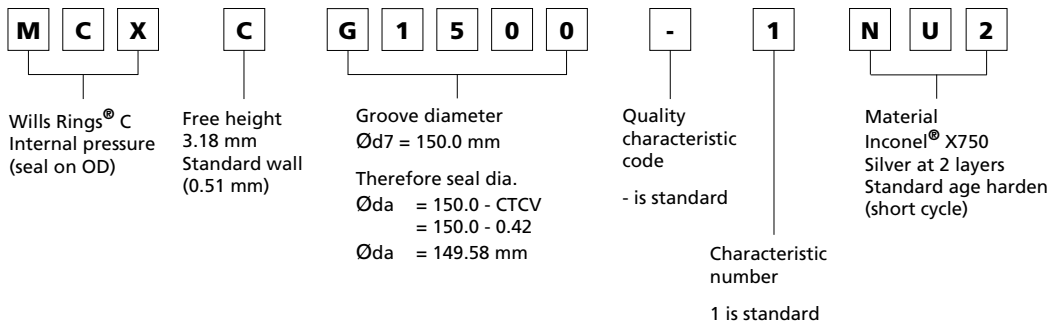 M C X C G 1 5 0 0 - 1 N U 2
Wills Rings® C
Internal pressure
(seal on OD)
Free height
3.18 mm
Standard wall
(0.51 mm)
Groove diameter
Ød7 = 150.0 mm
Therefore seal dia.
Øda = 150.0 - CTCV
= 150.0 - 0.42
Øda = 149.58 mm
Quality
characteristic
code
- is standard
Characteristic
number
1 is standard
Material
Inconel® X750
Silver at 2 layers
Standard age harden
(short cycle)